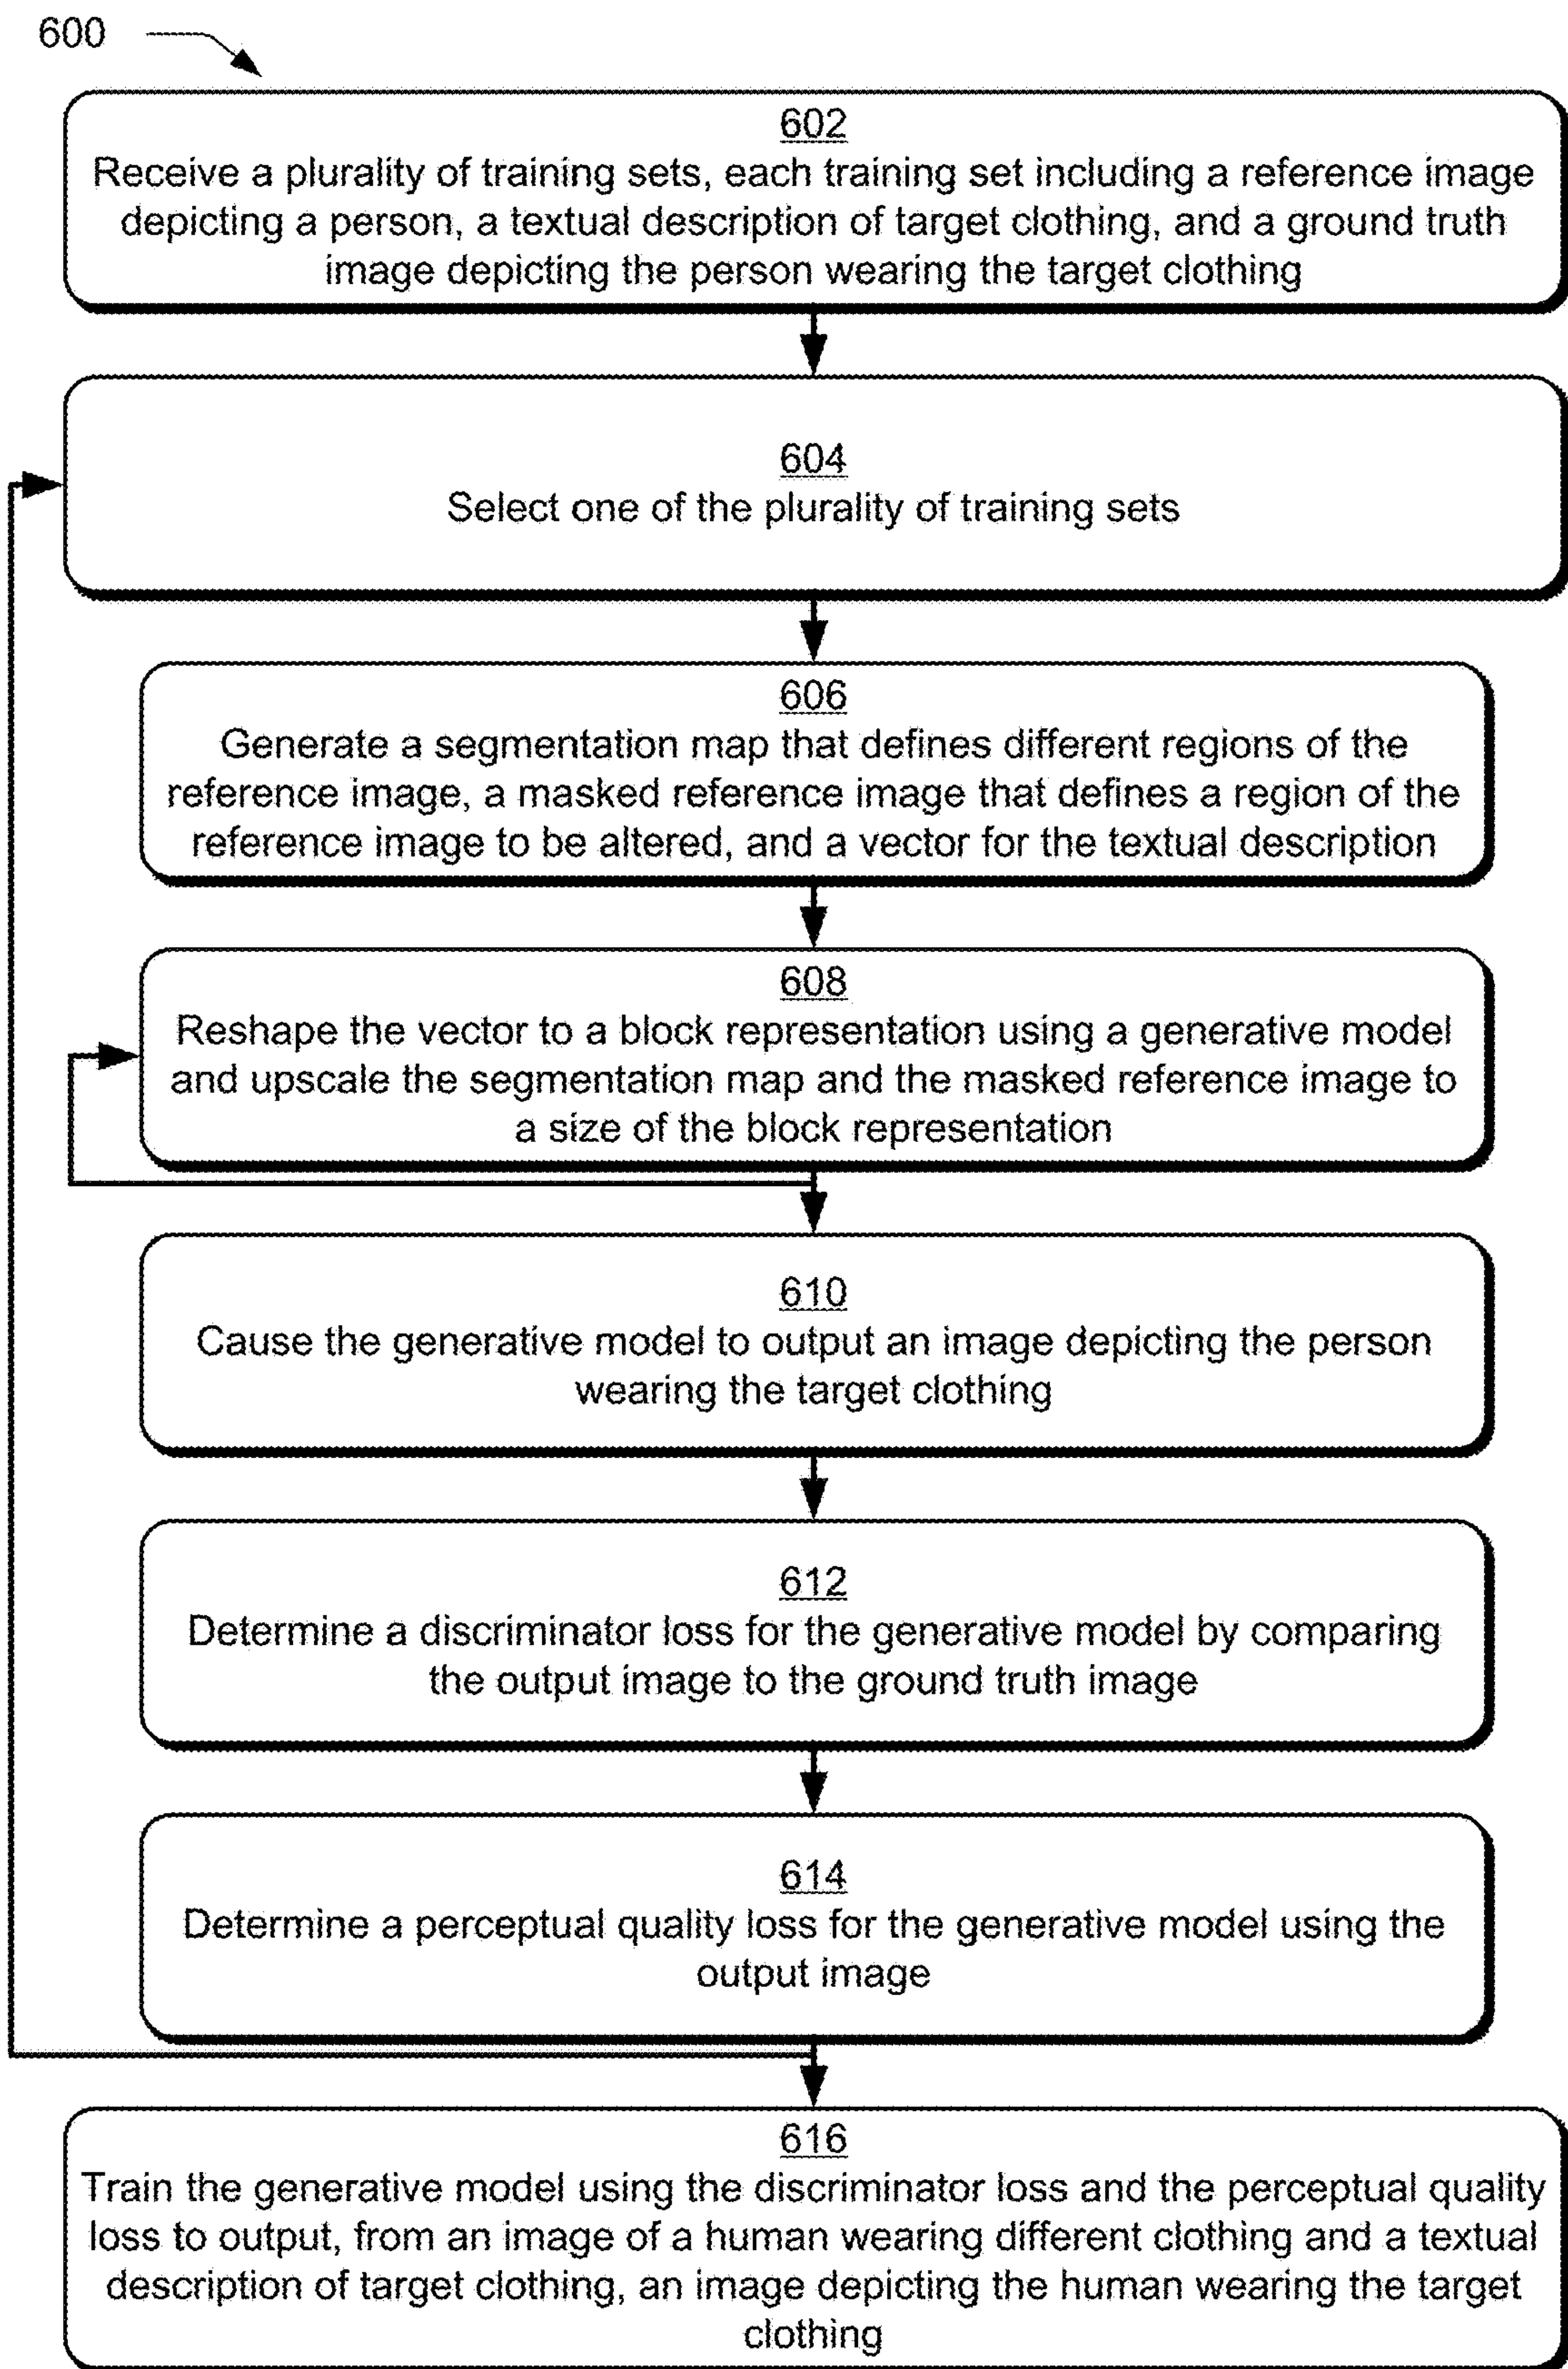 600
602
Receive a plurality of training sets, each training set including a reference image
depicting a person, a textual description of target clothing, and a ground truth
image depicting the person wearing the target clothing
604
Select one of the plurality of training sets
606
Generate a segmentation map that defines different regions of the
reference image, a masked reference image that defines a region of the
reference image to be altered, and a vector for the textual description
608
Reshape the vector to a block representation using a generative model
and upscale the segmentation map and the masked reference image to
a size of the block representation
610
Cause the generative model to output an image depicting the person
wearing the target clothing
612
Determine a discriminator loss for the generative model by comparing
the output image to the ground truth image
614
Determine a perceptual quality loss for the generative model using the
output image
616
Train the generative model using the discriminator loss and the perceptual quality
loss to output, from an image of a human wearing different clothing and a textual
description of target clothing, an image depicting the human wearing the target
clothing